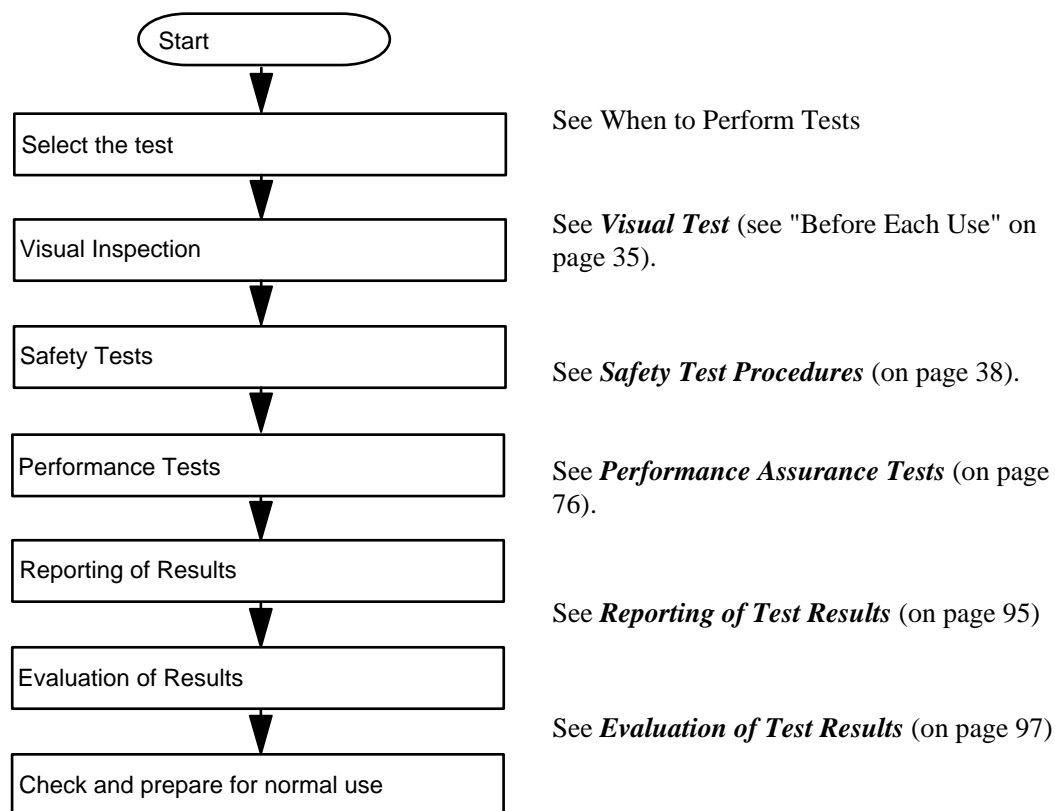 Start
Select the test
See When to Perform Tests
Visual Inspection
See Visual Test (see "Before Each Use" on
page 35).
Safety Tests
See Safety Test Procedures (on page 38).
Performance Tests
See Performance Assurance Tests (on page
76).
Reporting of Results
See Reporting of Test Results (on page 95)
Evaluation of Results
See Evaluation of Test Results (on page 97)
Check and prepare for normal use